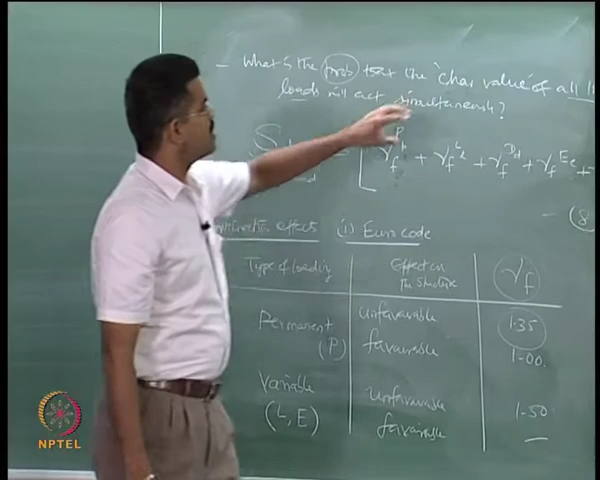 - What is the prob that the 'char value' of all
loads will act simultaneously?
S = [ γf P + γf L + γf Dd + γf Ee +
- (8
effects (i) Euro code
Type of loading Effect on the structure γf
Permanent (P) unfavourable 1.35
favourable 1.00
Variable (L, E) unfavourable 1.50
favourable —
NPTEL